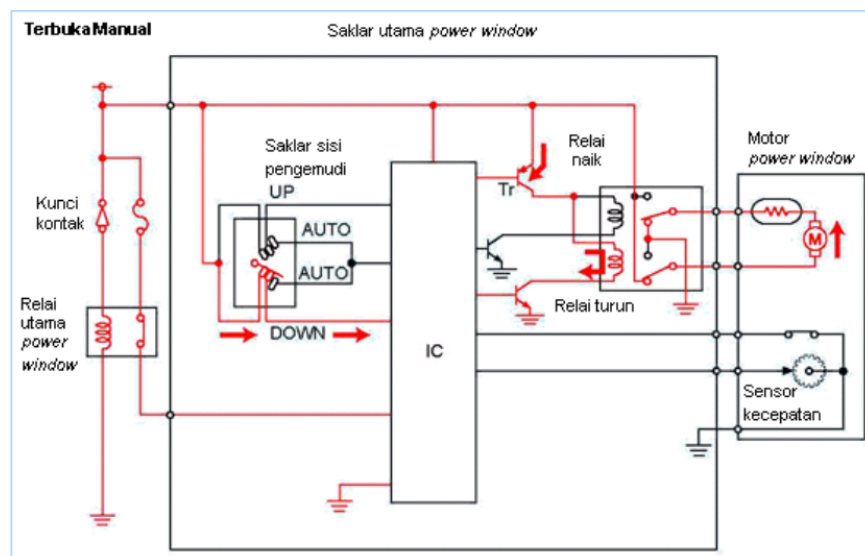 Terbuka Manual
Saklar utama power window
Saklar sisi
pengemudi
UP
AUTO
AUTO
DOWN
Kunci
kontak
Relai
utama
power
window
IC
Tr
Relai
naik
Relai turun
Motor
power window
M
Sensor
kecepatan